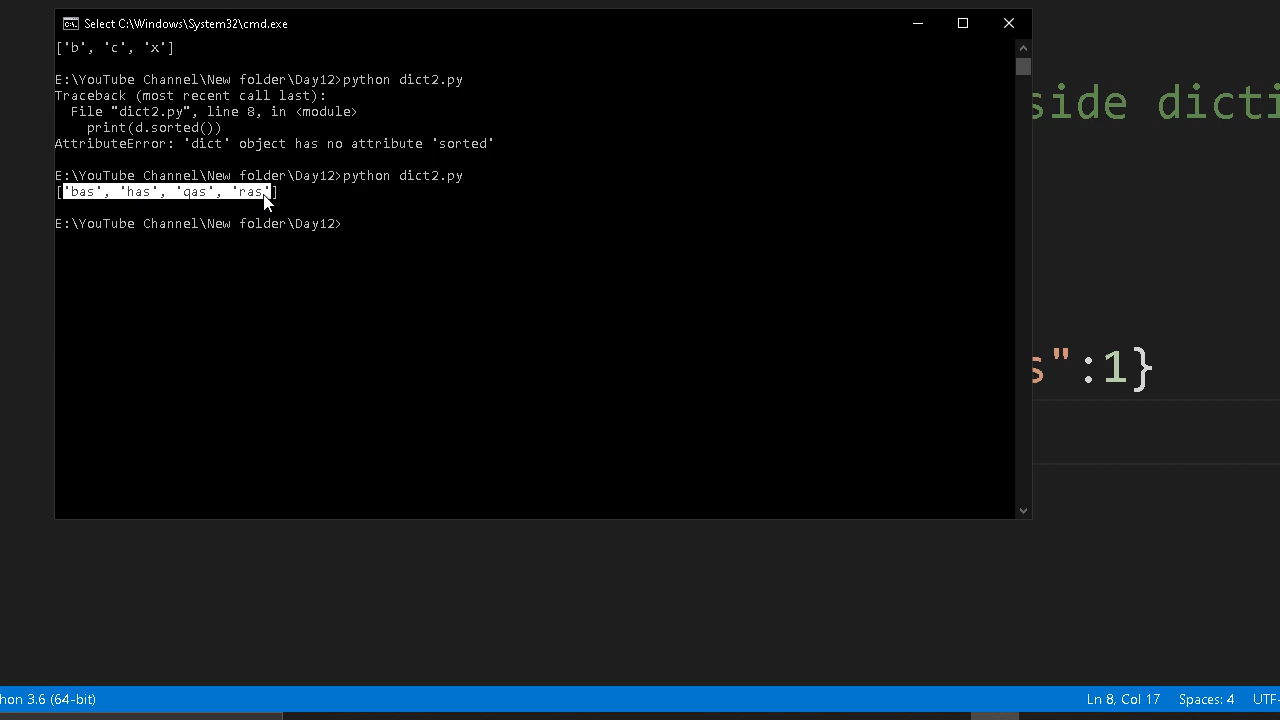 Select C:\Windows\System32\cmd.exe
['b', 'c', 'x']
E:\YouTube Channel\New folder\Day12>python dict2.py
Traceback (most recent call last):
  File "dict2.py", line 8, in <module>
    print(d.sorted())
AttributeError: 'dict' object has no attribute 'sorted'
E:\YouTube Channel\New folder\Day12>python dict2.py
['bas', 'has', 'qas', 'ras']
E:\YouTube Channel\New folder\Day12>
side dicti
s":1}
hon 3.6 (64-bit)
Ln 8, Col 17
Spaces: 4
UTF-